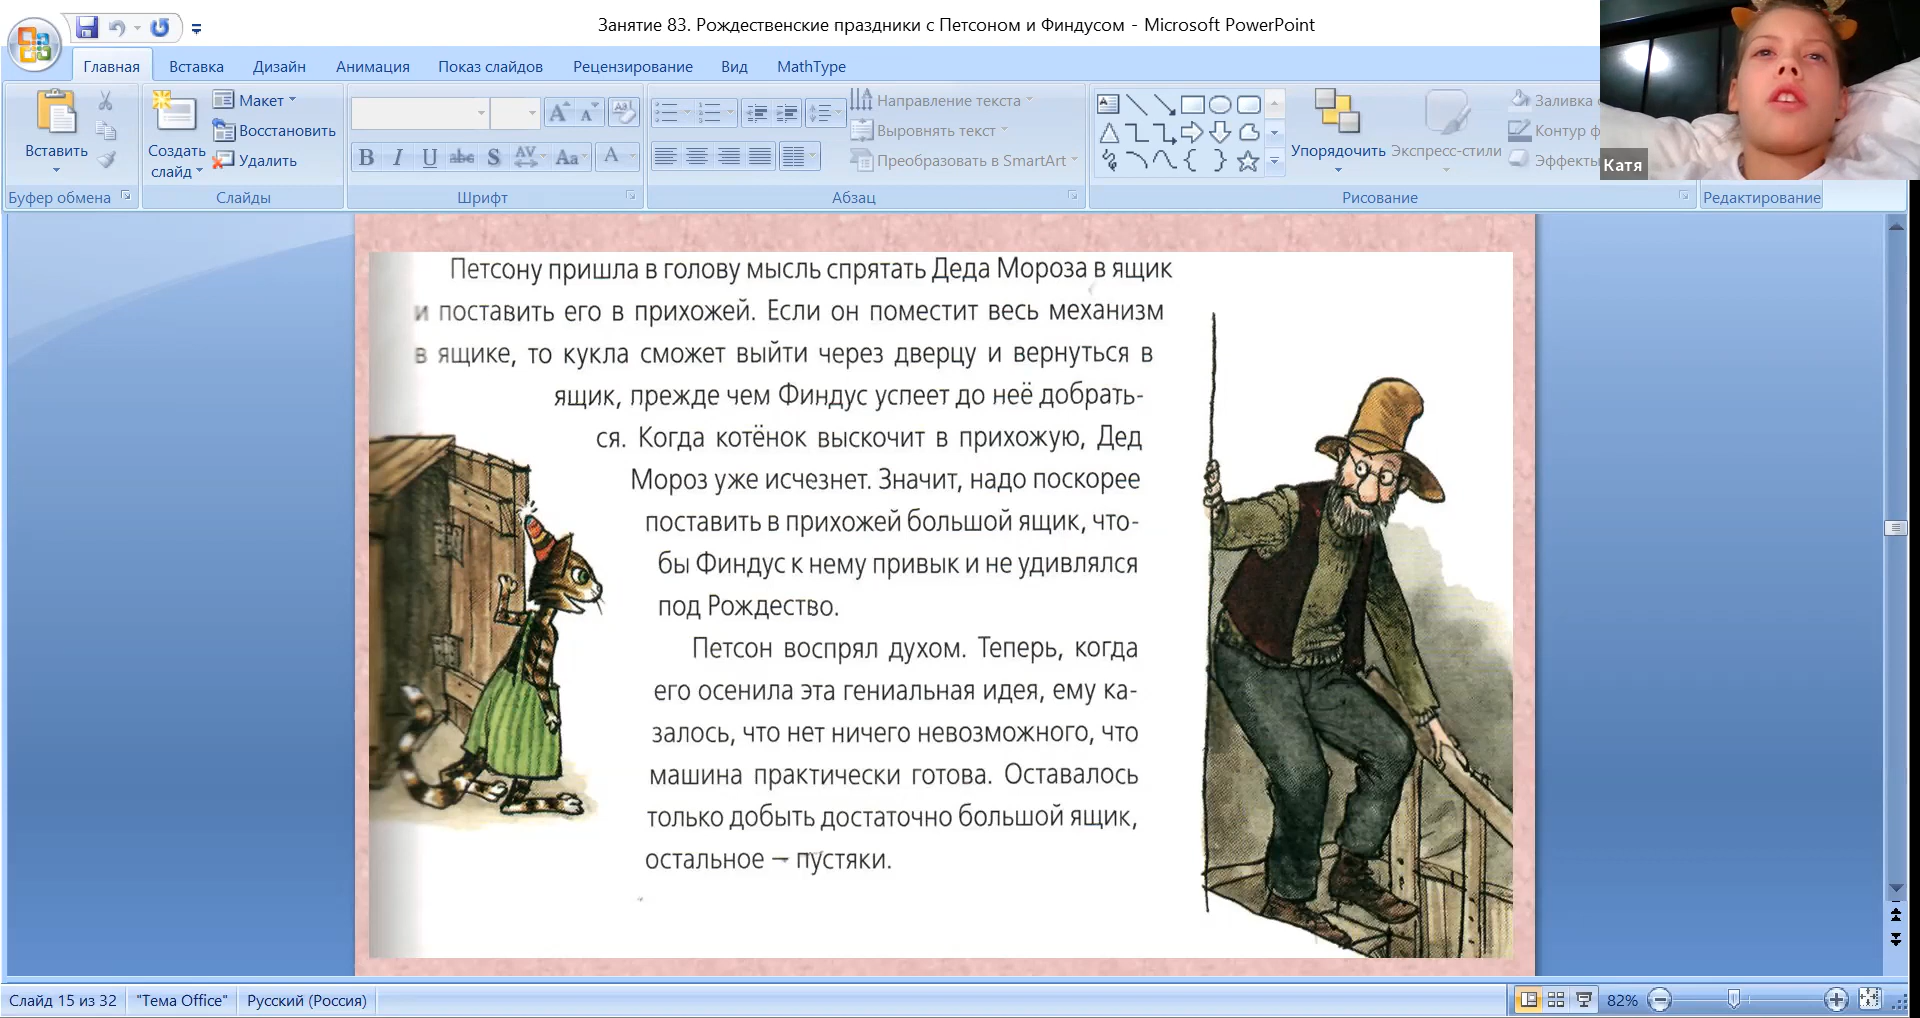 Занятие 83. Рождественские праздники с Петсоном и Финдусом - Microsoft PowerPoint
Главная Вставка Дизайн Анимация Показ слайдов Рецензирование Вид MathType
Вставить
Буфер обмена
Создать слайд
Макет
Восстановить
Удалить
Слайды
Ж К Ч abc S AV Aa A
Шрифт
Направление текста
Выровнять текст
Преобразовать в SmartArt
Абзац
Упорядочить
Экспресс-стили
Заливка
Контур ф
Эффекты
Рисование
Редактирование
Катя
Петсону пришла в голову мысль спрятать Деда Мороза в ящик
и поставить его в прихожей. Если он поместит весь механизм
в ящике, то кукла сможет выйти через дверцу и вернуться в
ящик, прежде чем Финдус успеет до неё добрать-
ся. Когда котёнок выскочит в прихожую, Дед
Мороз уже исчезнет. Значит, надо поскорее
поставить в прихожей большой ящик, что-
бы Финдус к нему привык и не удивлялся
под Рождество.
Петсон воспрял духом. Теперь, когда
его осенила эта гениальная идея, ему ка-
залось, что нет ничего невозможного, что
машина практически готова. Оставалось
только добыть достаточно большой ящик,
остальное — пустяки.
Слайд 15 из 32 "Тема Office" Русский (Россия) 82%